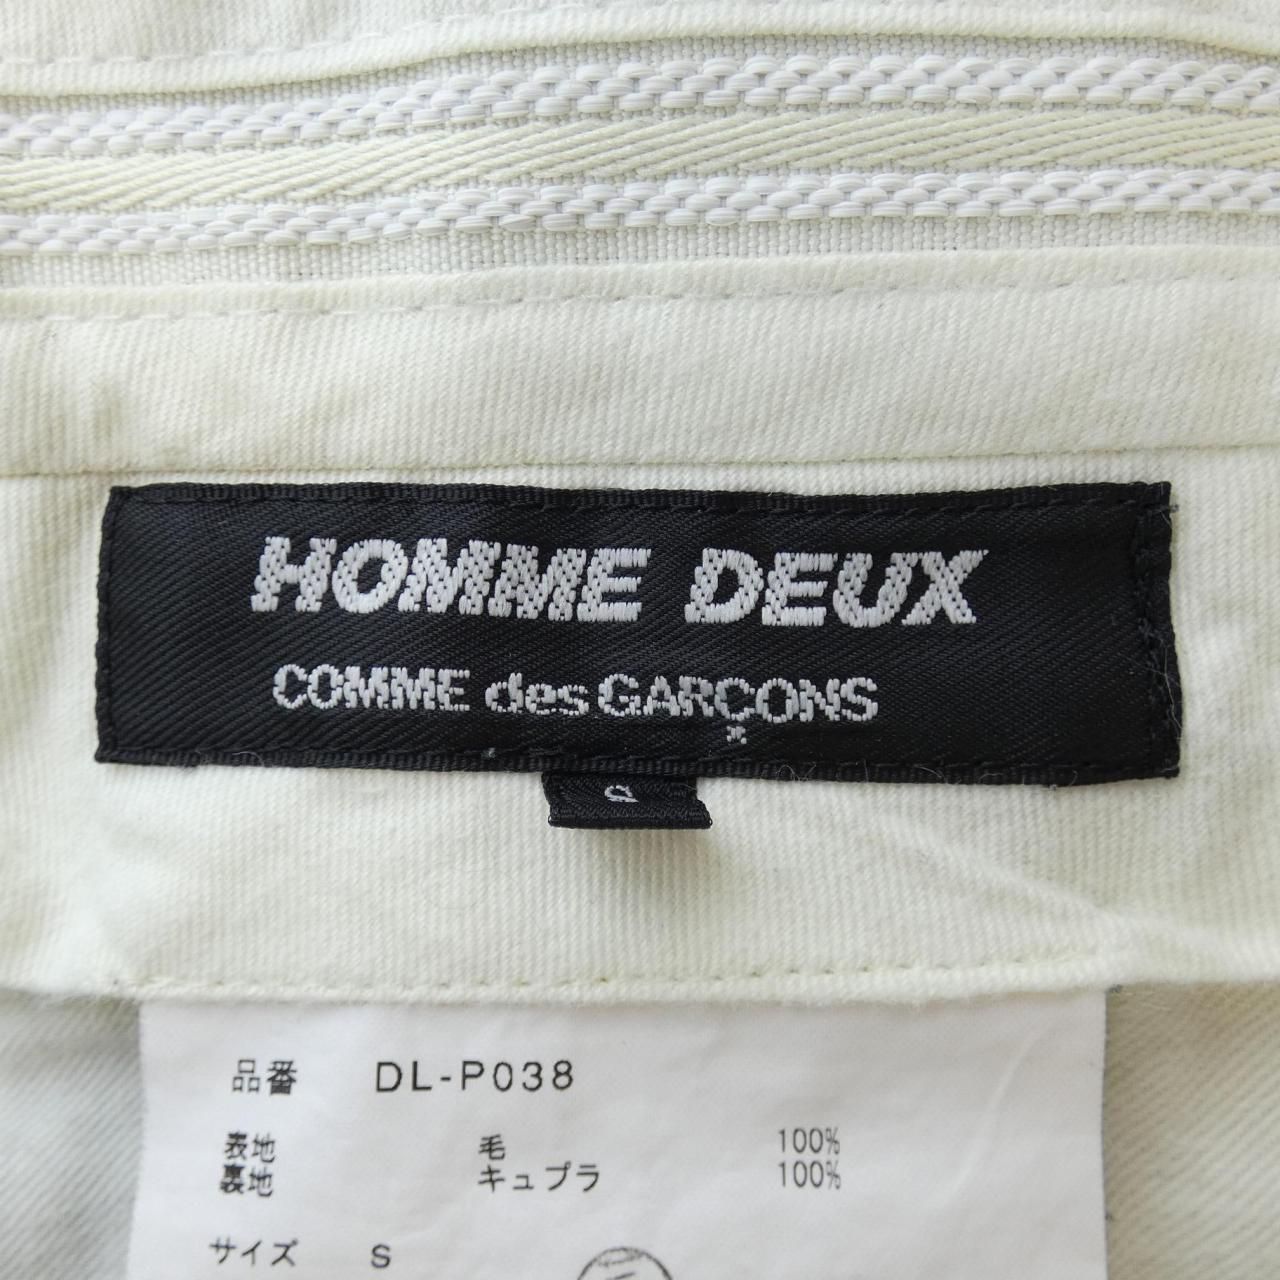 HOMME DEUX
COMME des GARÇONS
S
品番 DL-P038
表地 毛 100%
裏地 キュプラ 100%
サイズ S